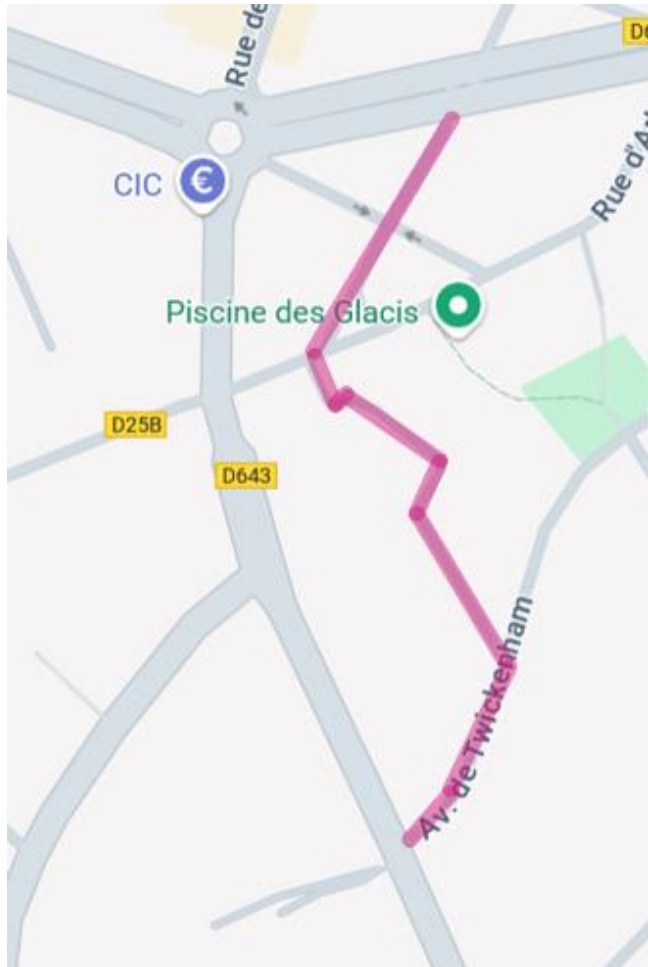 Rue de
D6
CIC
€
Rue d'A
Piscine des Glacis
D25B
D643
Av. de Twickenham